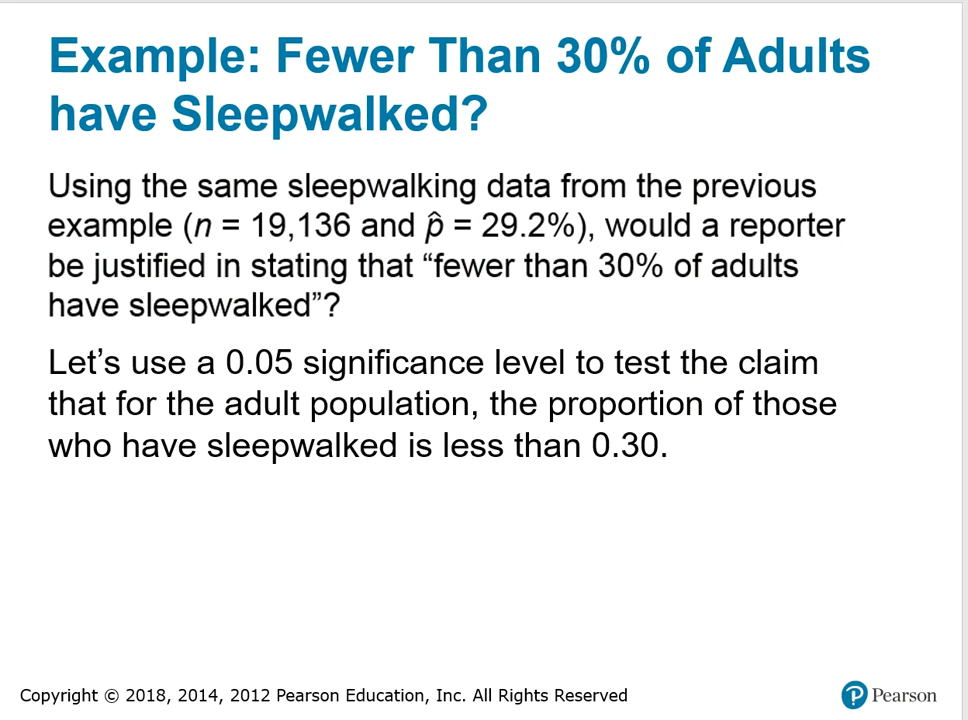 Example: Fewer Than 30% of Adults
have Sleepwalked?
Using the same sleepwalking data from the previous
example (n = 19,136 and p̂ = 29.2%), would a reporter
be justified in stating that “fewer than 30% of adults
have sleepwalked”?
Let’s use a 0.05 significance level to test the claim
that for the adult population, the proportion of those
who have sleepwalked is less than 0.30.
Copyright © 2018, 2014, 2012 Pearson Education, Inc. All Rights Reserved
P Pearson